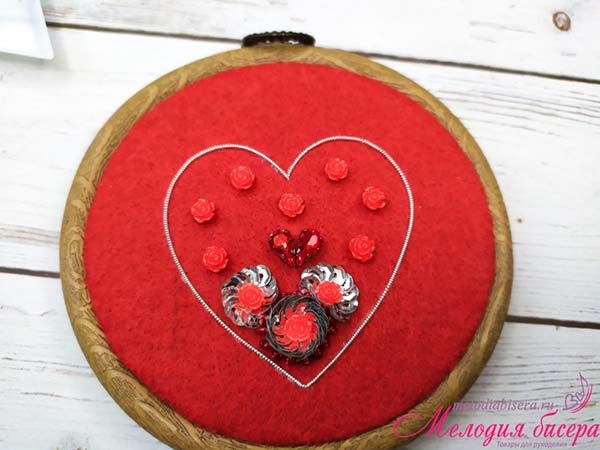 melodiabisera.ru
Мелодия бисера
Товары для рукоделия